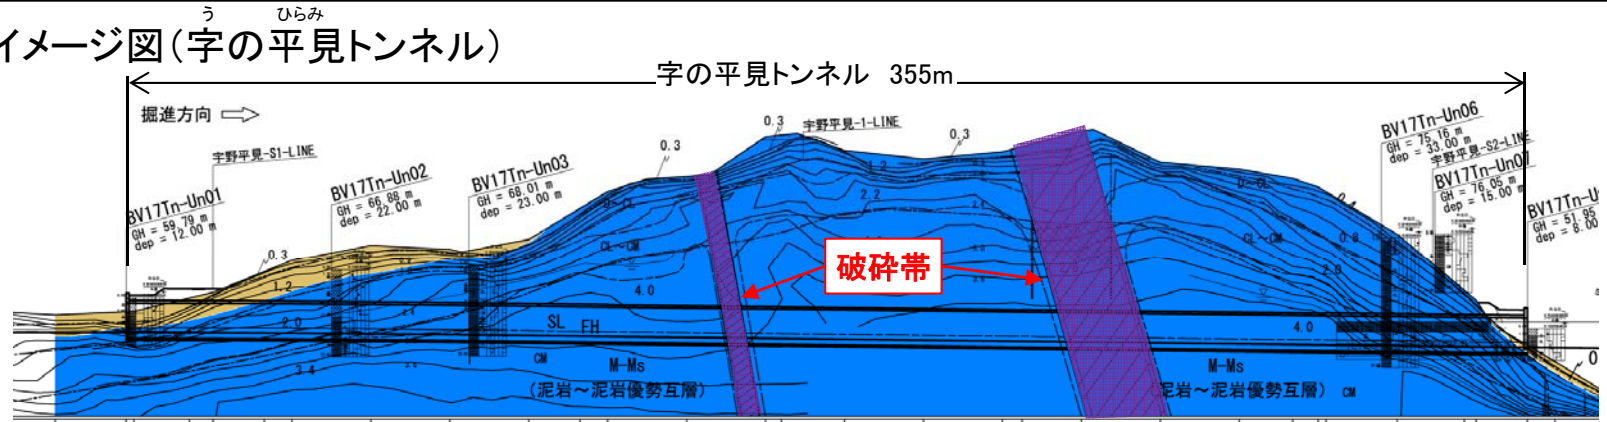 う ひらみ
イメージ図（字の平見トンネル）
字の平見トンネル 355m
掘進方向
宇野平見-S1-LINE
BV17Tn-Un01
GH = 59.79 m
dep = 12.00 m
BV17Tn-Un02
GH = 66.88 m
dep = 22.00 m
BV17Tn-Un03
GH = 68.01 m
dep = 23.00 m
0.3
0.3
宇野平見-1-LINE
0.3
BV17Tn-Un06
GH = 75.16 m
dep = 33.00 m
宇野平見-S2-LINE
BV17Tn-Un07
GH = 76.05 m
dep = 15.00 m
BV17Tn-U
GH = 51.95
dep = 8.00
0.3
1.2
2.0
3.4
D~CL
CL~CM
4.0
1.2
2.2
破砕帯
D~CL
CL~CM
0.4
0.8
2.0
4.0
SL FH
CM
M-Ms
(泥岩～泥岩優勢互層)
M-Ms
(泥岩～泥岩優勢互層) CM